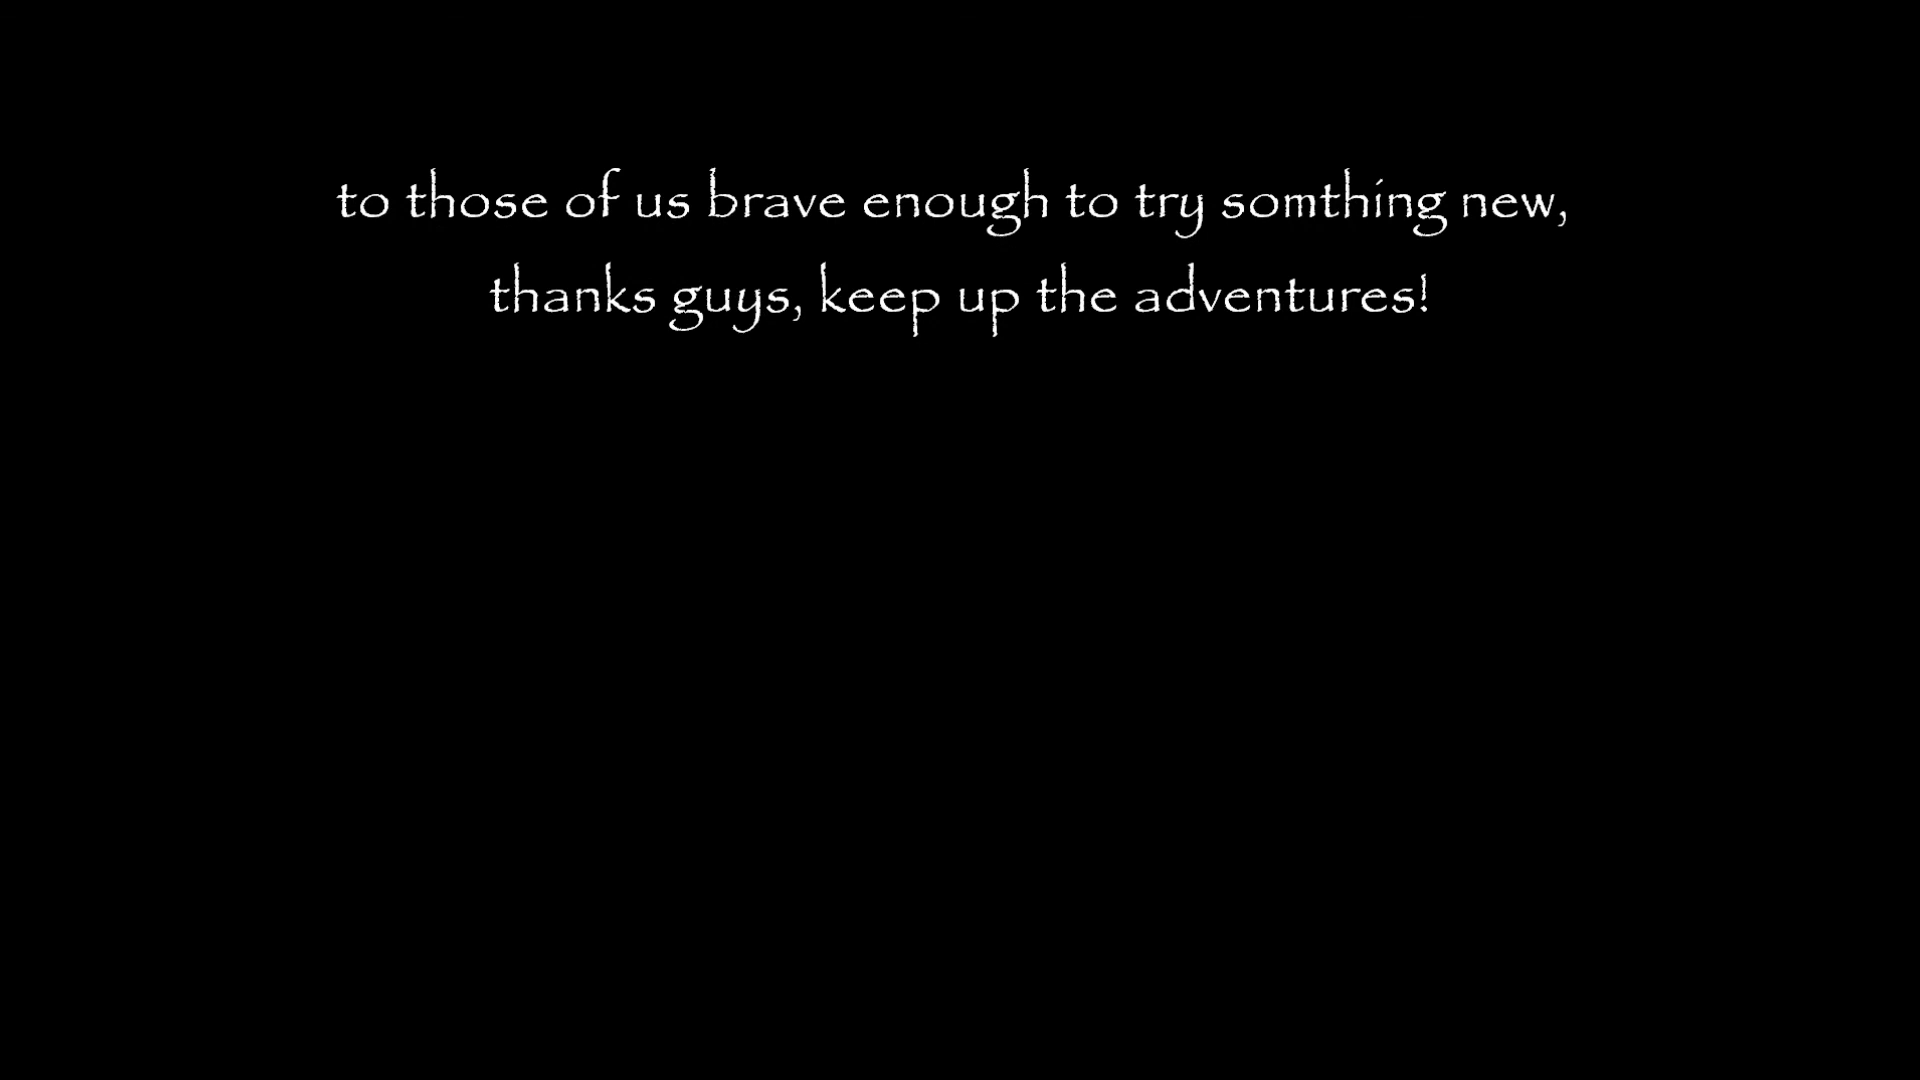 to those of us brave enough to try somthing new,
thanks guys, keep up the adventures!